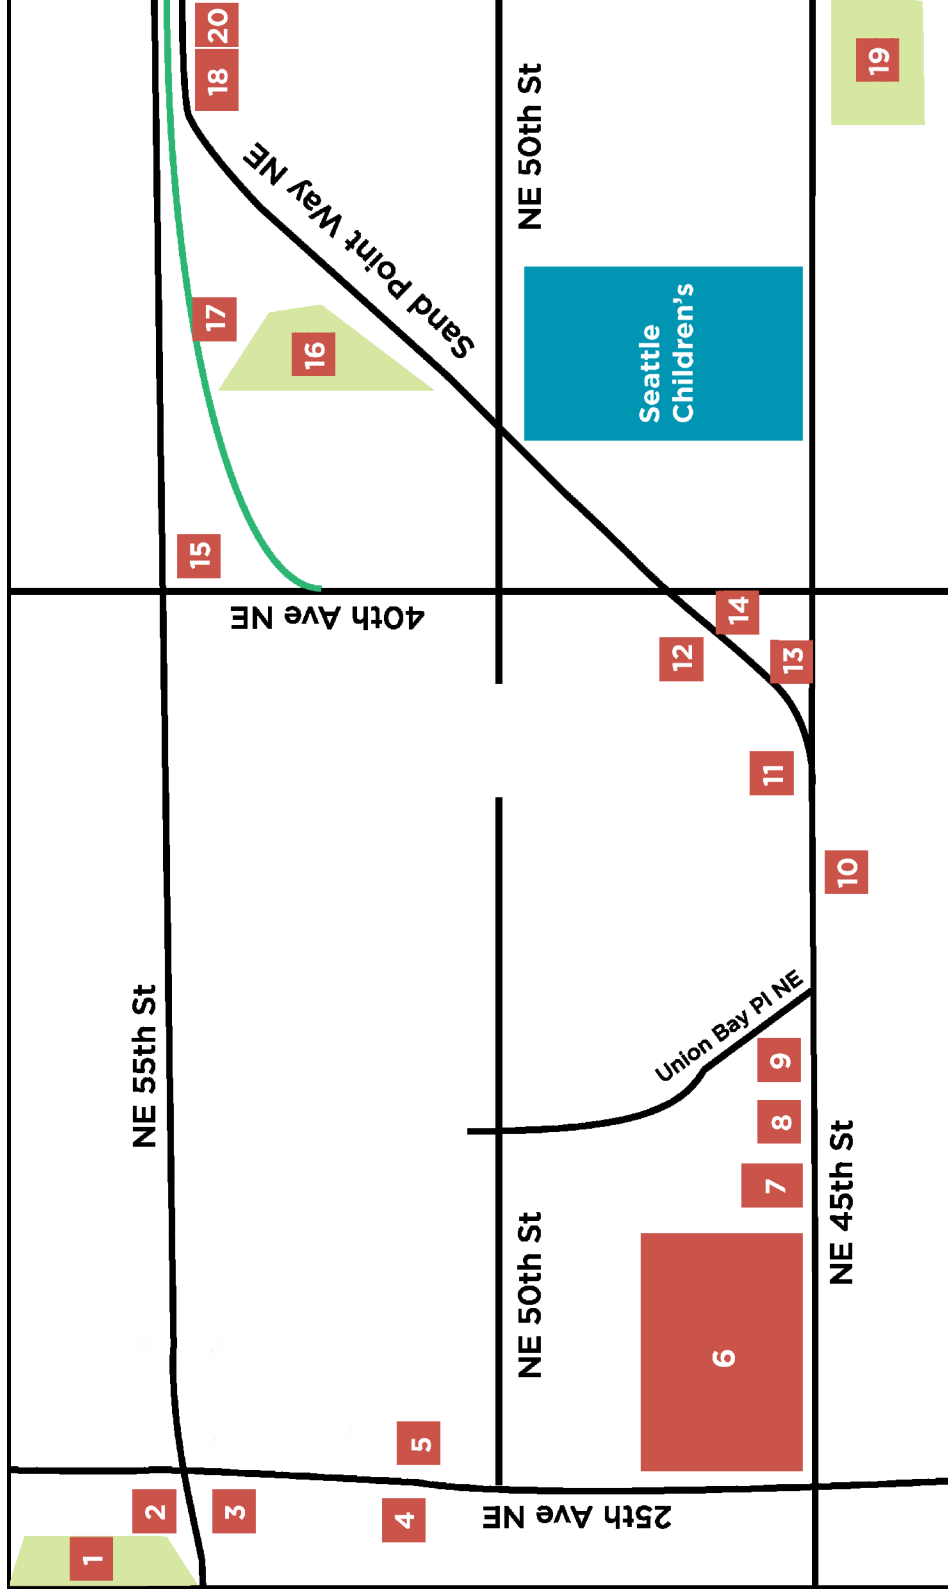 1
2
3
4
5
6
7
8
9
10
11
12
13
14
15
16
17
18
20
19
NE 55th St
NE 50th St
NE 50th St
NE 45th St
25th Ave NE
40th Ave NE
Union Bay Pl NE
Sand Point Way NE
Seattle
Children's